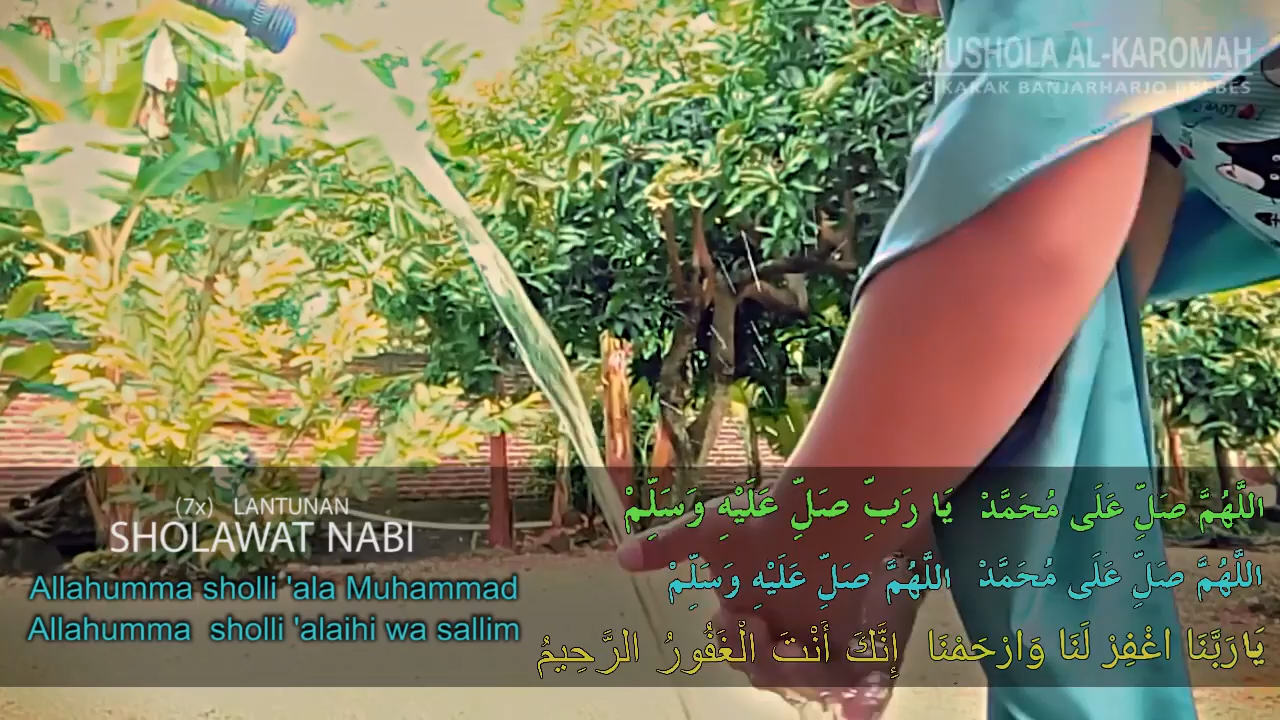 MUSHOLA AL-KAROMAH
CIKAKAK BANJARHARJO BREBES
LOVE
(7x) LANTUNAN
SHOLAWAT NABI
Allahumma sholli 'ala Muhammad
Allahumma sholli 'alaihi wa sallim
اللَّهُمَّ صَلِّ عَلَى مُحَمَّدْ يَا رَبِّ صَلِّ عَلَيْهِ وَسَلِّمْ
اللَّهُمَّ صَلِّ عَلَى مُحَمَّدْ اللَّهُمَّ صَلِّ عَلَيْهِ وَسَلِّمْ
يَارَبَّنَا اغْفِرْ لَنَا وَارْحَمْنَا إِنَّكَ أَنْتَ الْغَفُورُ الرَّحِيمُ